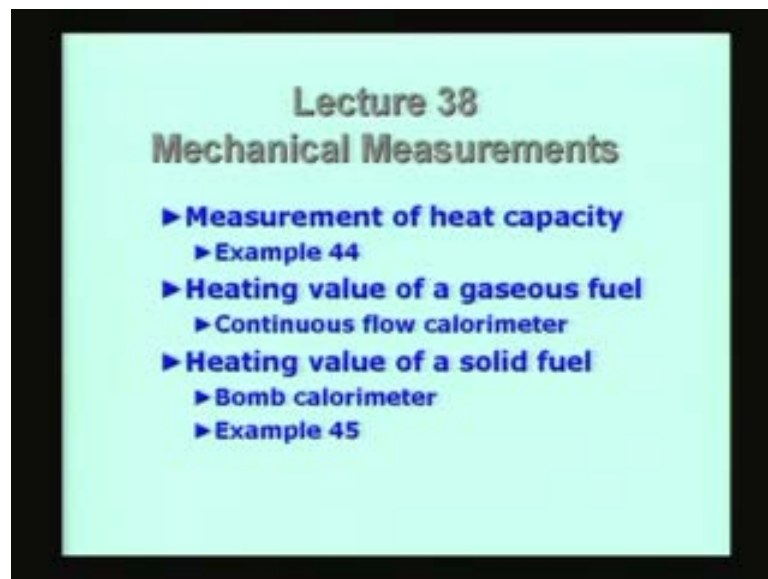 Lecture 38
Mechanical Measurements
►Measurement of heat capacity
►Example 44
►Heating value of a gaseous fuel
►Continuous flow calorimeter
►Heating value of a solid fuel
►Bomb calorimeter
►Example 45